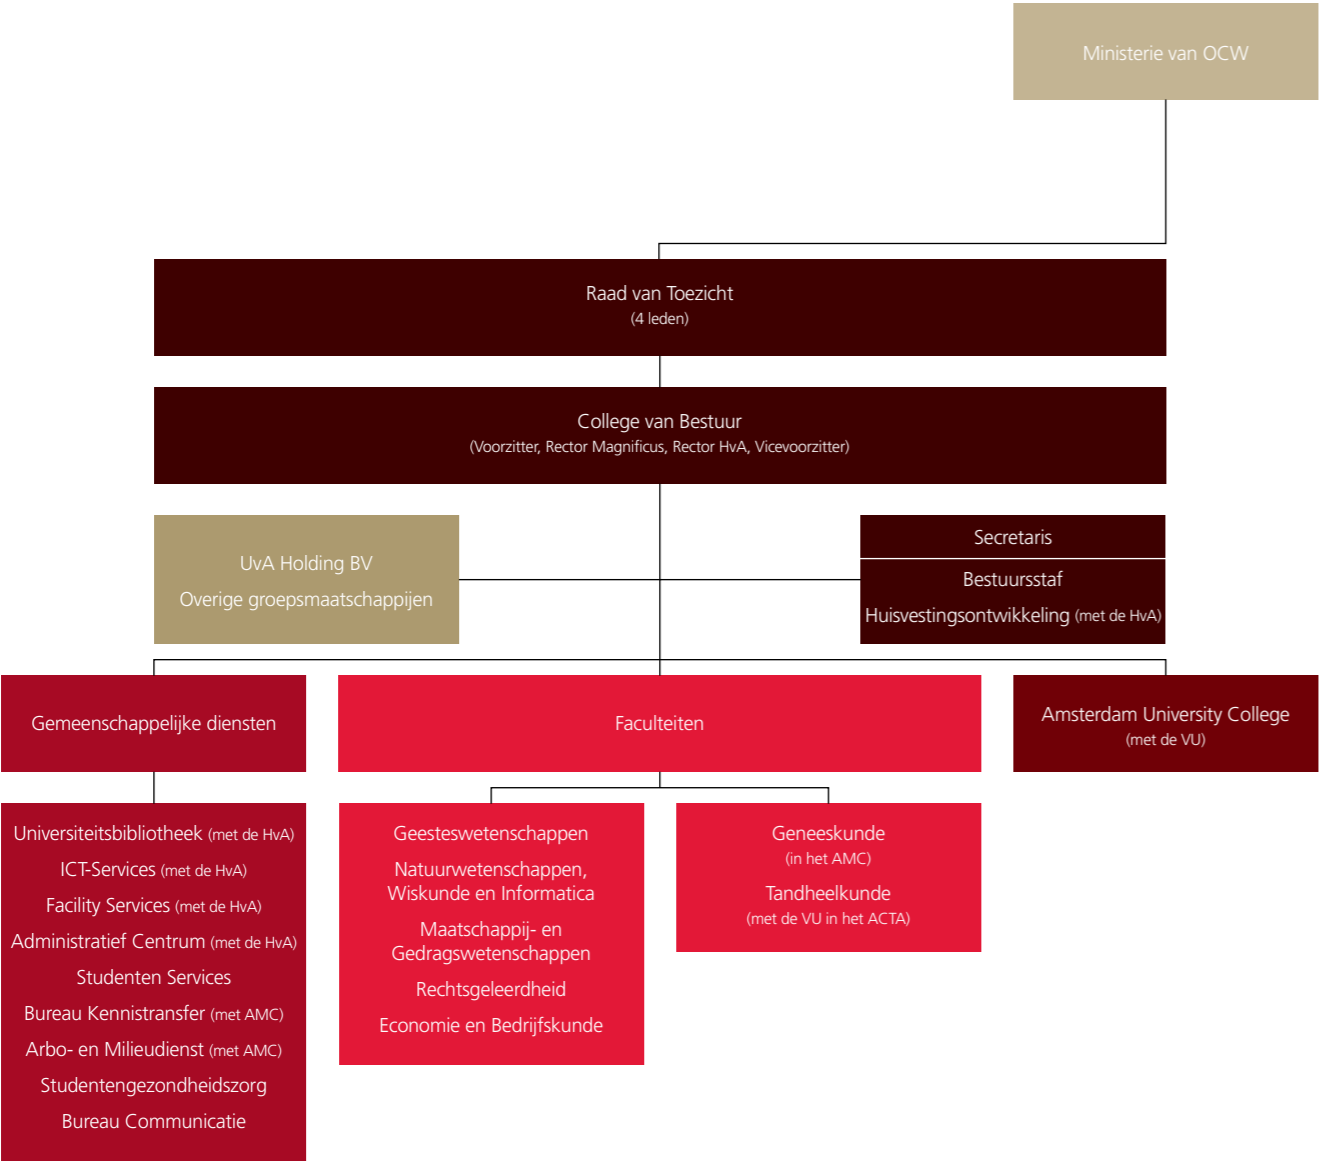 Ministerie van OCW
Raad van Toezicht
(4 leden)
College van Bestuur
(Voorzitter, Rector Magnificus, Rector HvA, Vicevoorzitter)
UvA Holding BV
Overige groepsmaatschappijen
Secretaris
Bestuursstaf
Huisvestingsontwikkeling (met de HvA)
Gemeenschappelijke diensten
Faculteiten
Amsterdam University College
(met de VU)
Universiteitsbibliotheek (met de HvA)
ICT-Services (met de HvA)
Facility Services (met de HvA)
Administratief Centrum (met de HvA)
Studenten Services
Bureau Kennistransfer (met AMC)
Arbo- en Milieudienst (met AMC)
Studentengezondheidszorg
Bureau Communicatie
Geesteswetenschappen
Natuurwetenschappen,
Wiskunde en Informatica
Maatschappij- en
Gedragswetenschappen
Rechtsgeleerdheid
Economie en Bedrijfskunde
Geneeskunde
(in het AMC)
Tandheelkunde
(met de VU in het ACTA)